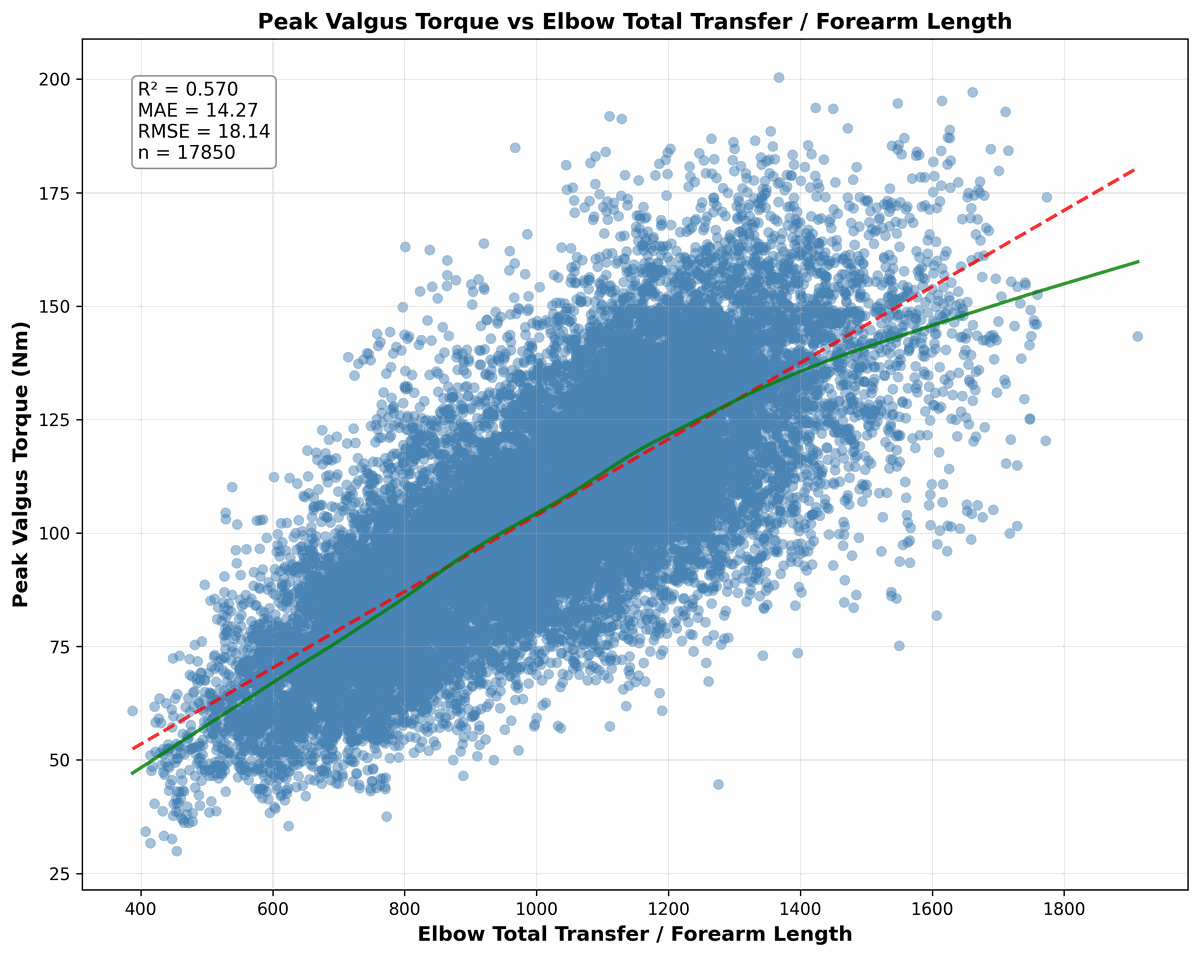 Peak Valgus Torque vs Elbow Total Transfer / Forearm Length
R² = 0.570
MAE = 14.27
RMSE = 18.14
n = 17850
Peak Valgus Torque (Nm)
200
175
150
125
100
75
50
25
400 600 800 1000 1200 1400 1600 1800
Elbow Total Transfer / Forearm Length